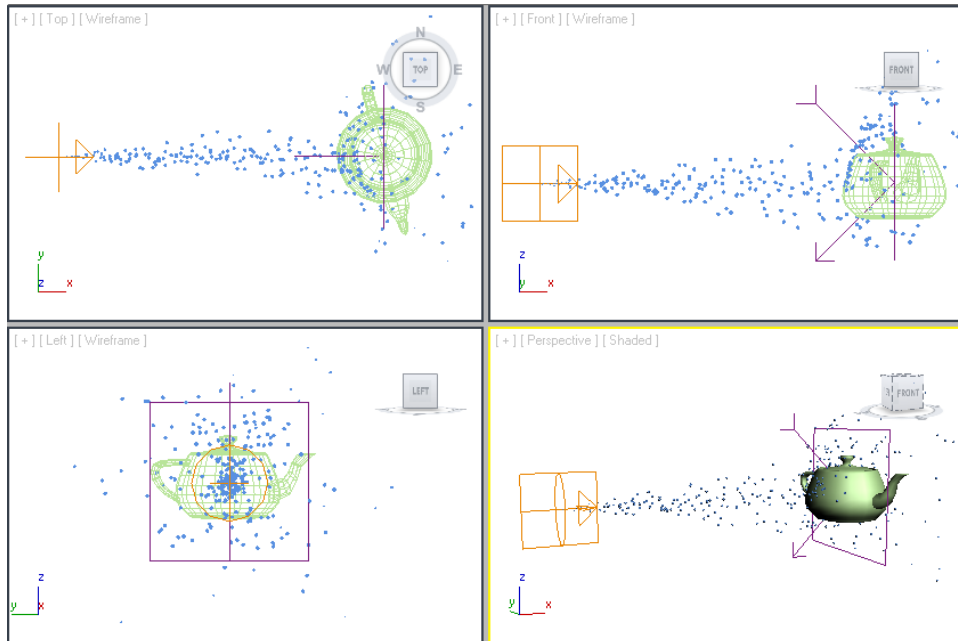 [ + ] [ Top ] [ Wireframe ]
N
W TOP E
S
y
z x
[ + ] [ Front ] [ Wireframe ]
FRONT
z
y x
[ + ] [ Left ] [ Wireframe ]
LEFT
z
y x
[ + ] [ Perspective ] [ Shaded ]
FRONT
z
y x